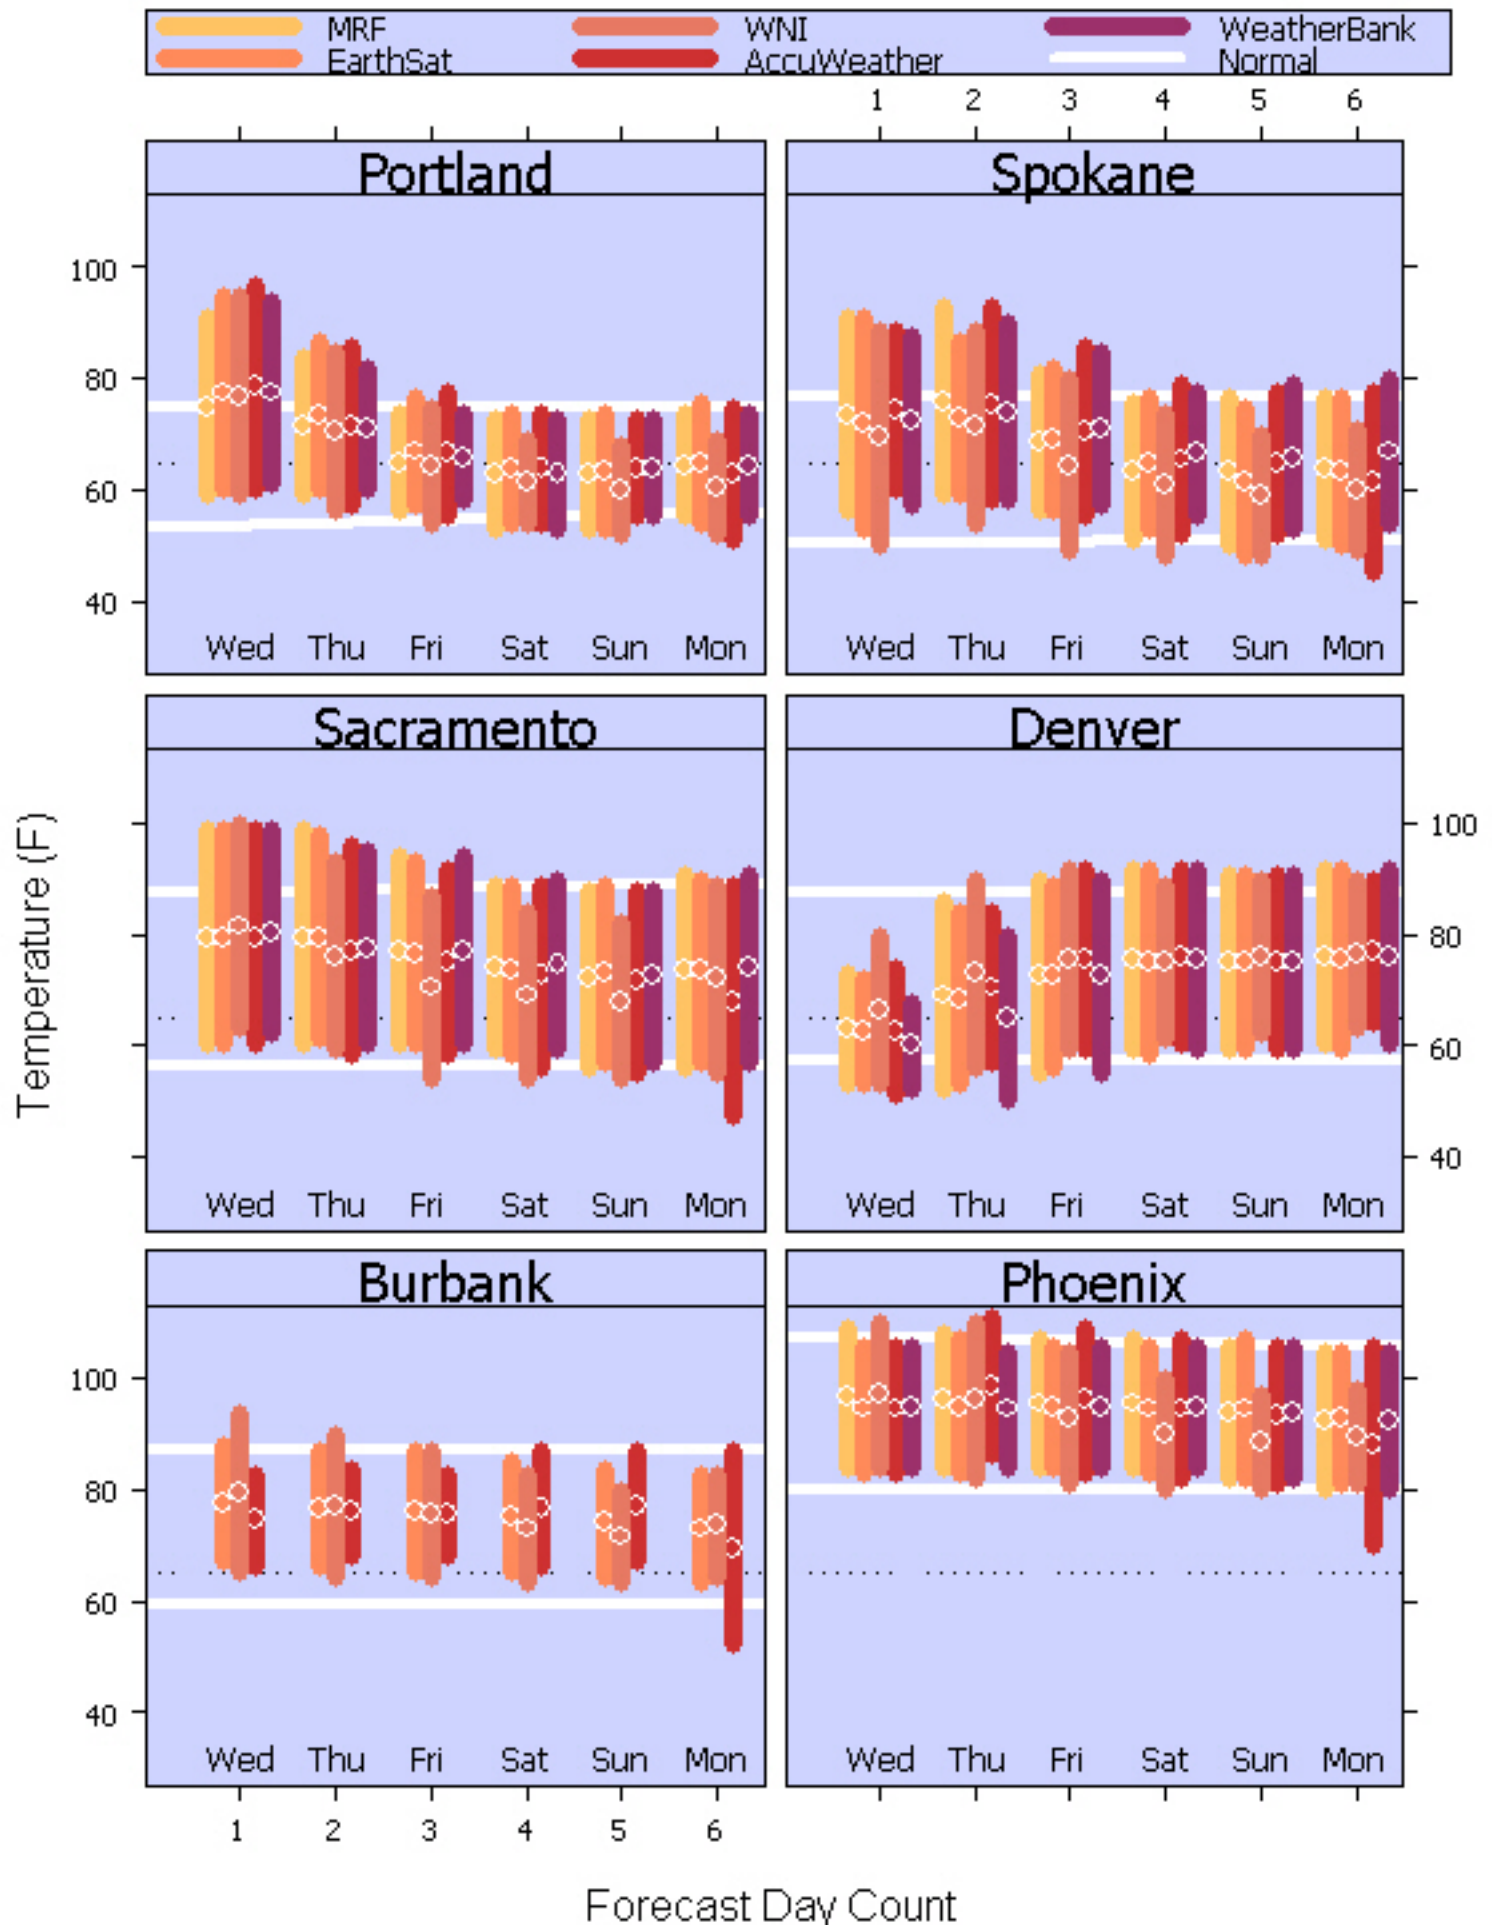 MRF WNI WeatherBank
EarthSat AccuWeather Normal
1 2 3 4 5 6
Portland Spokane
100
80
60
40
Wed Thu Fri Sat Sun Mon Wed Thu Fri Sat Sun Mon
Sacramento Denver
Temperature (F)
100
80
60
40
Wed Thu Fri Sat Sun Mon Wed Thu Fri Sat Sun Mon
Burbank Phoenix
100
80
60
40
Wed Thu Fri Sat Sun Mon Wed Thu Fri Sat Sun Mon
1 2 3 4 5 6
Forecast Day Count